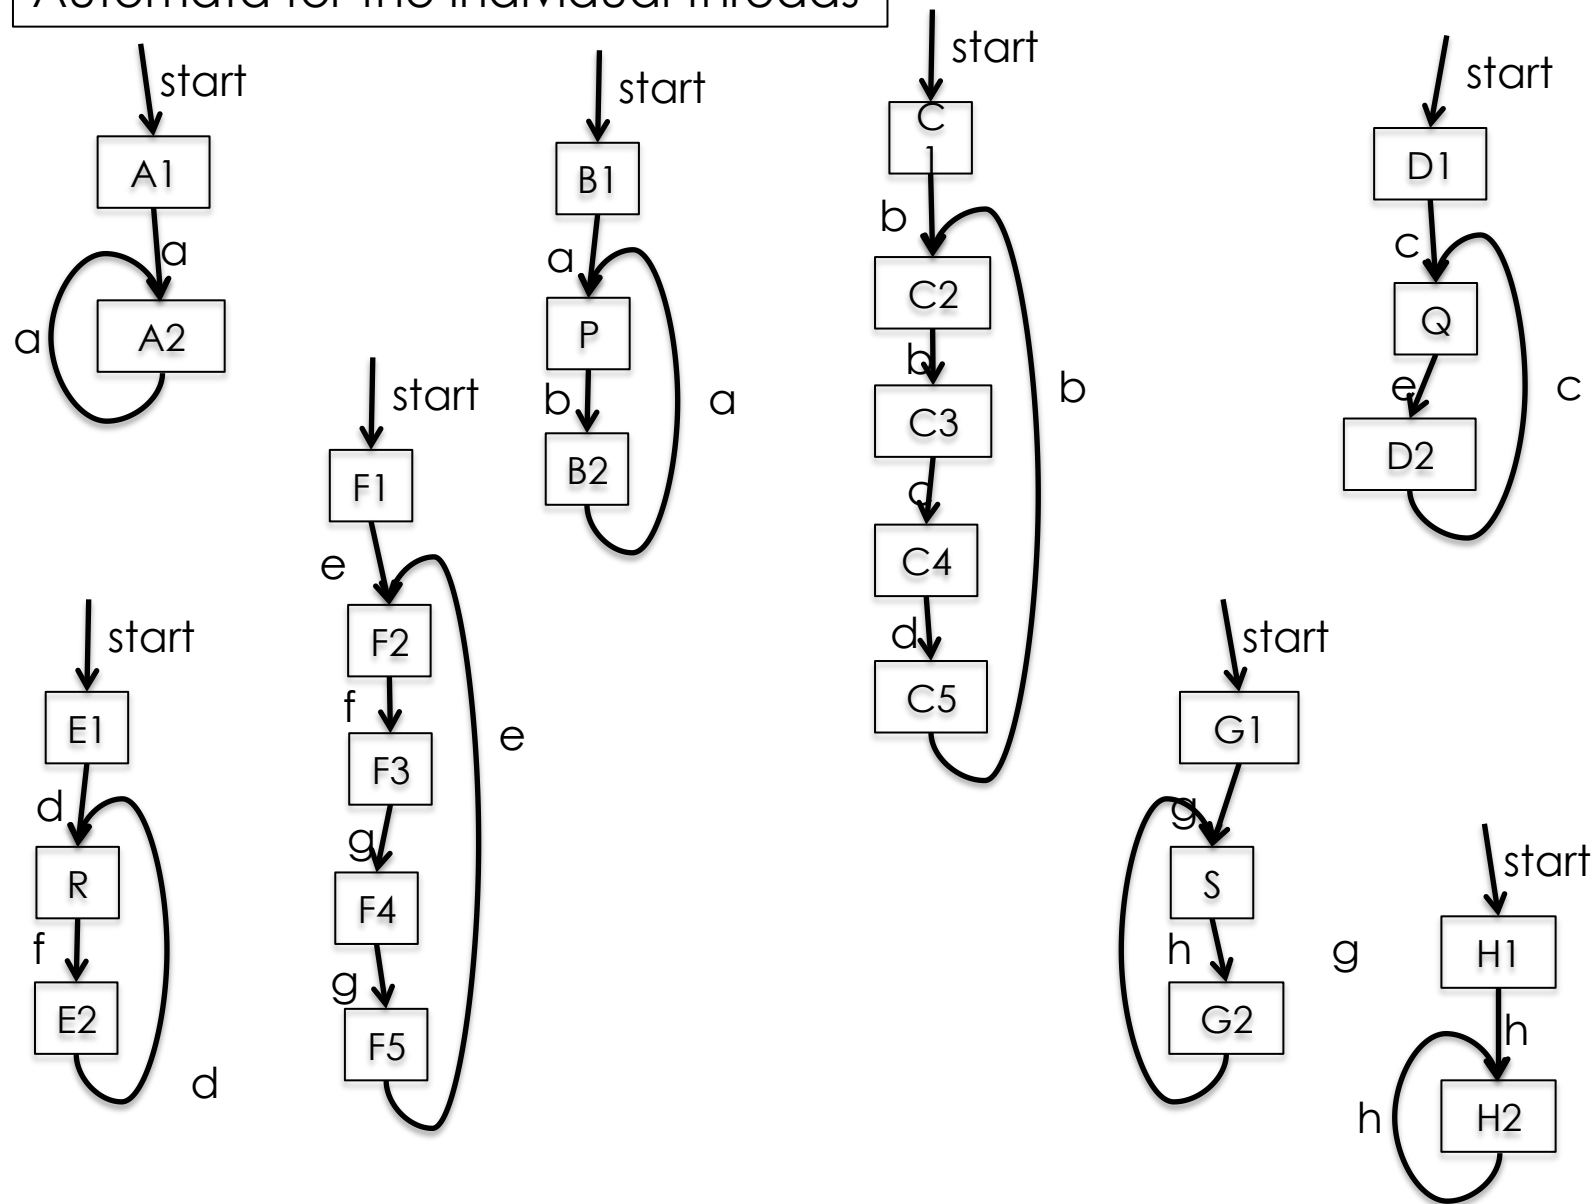 Automata for the individual threads
start
A1
a
a
A2
start
B1
a
P
b
a
B2
start
C
1
b
C2
b
b
C3
c
C4
d
C5
start
D1
c
Q
e
c
D2
start
F1
e
F2
f
e
F3
g
F4
g
F5
start
E1
d
R
f
E2
d
start
G1
g
S
h
g
G2
start
H1
h
h
H2